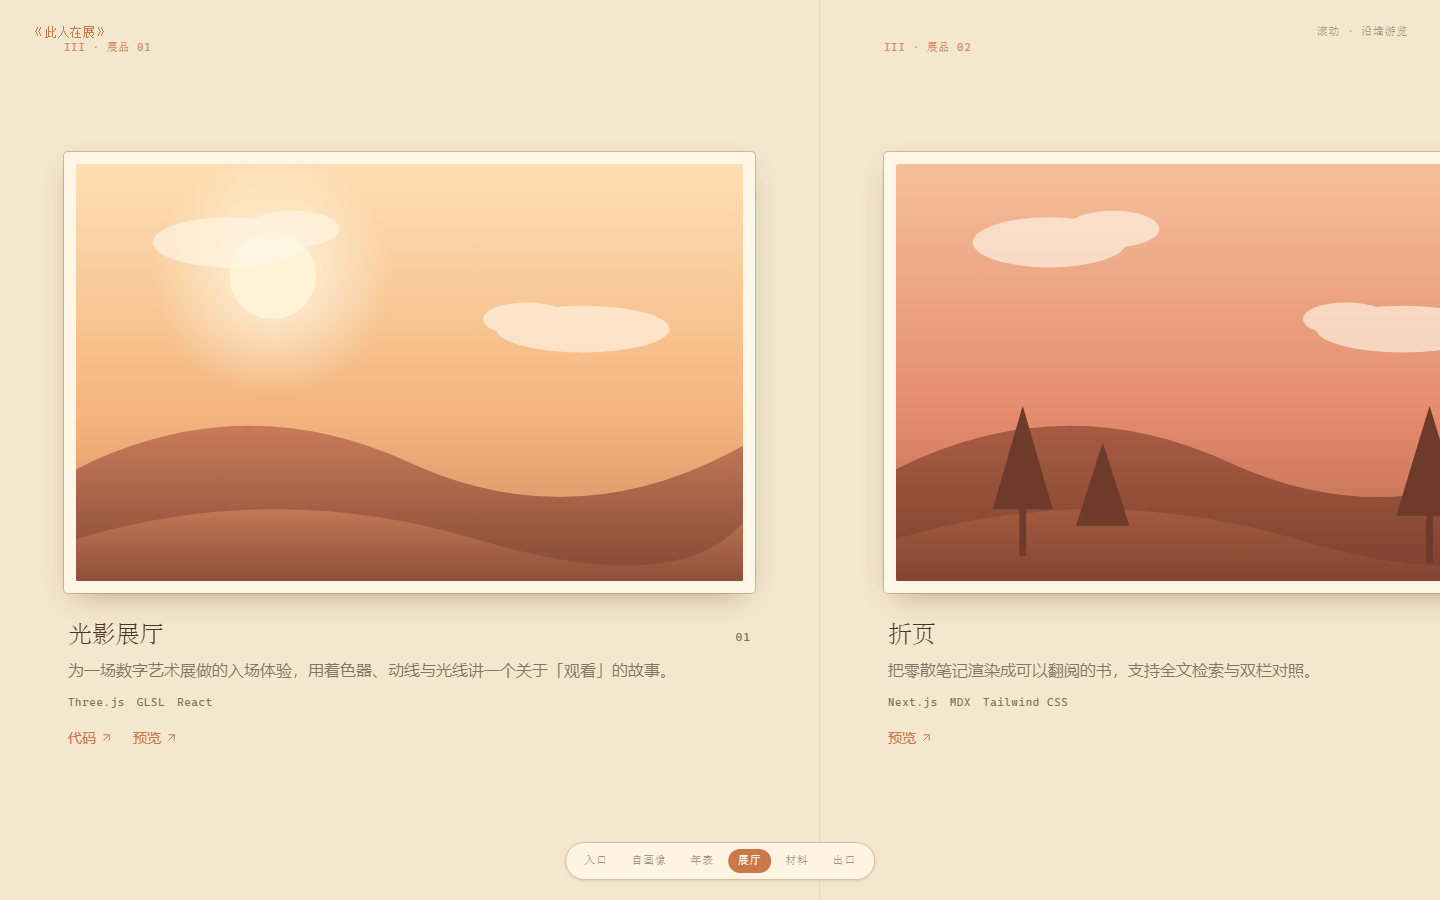 《此人在展》
滚动 · 沿墙游览
III · 展品 01
III · 展品 02
光影展厅
01
为一场数字艺术展做的入场体验，用着色器、动线与光线讲一个关于「观看」的故事。
Three.js GLSL React
代码 ↗ 预览 ↗
折页
把零散笔记渲染成可以翻阅的书，支持全文检索与双栏对照。
Next.js MDX Tailwind CSS
预览 ↗
入口 自画像 年表 展厅 材料 出口